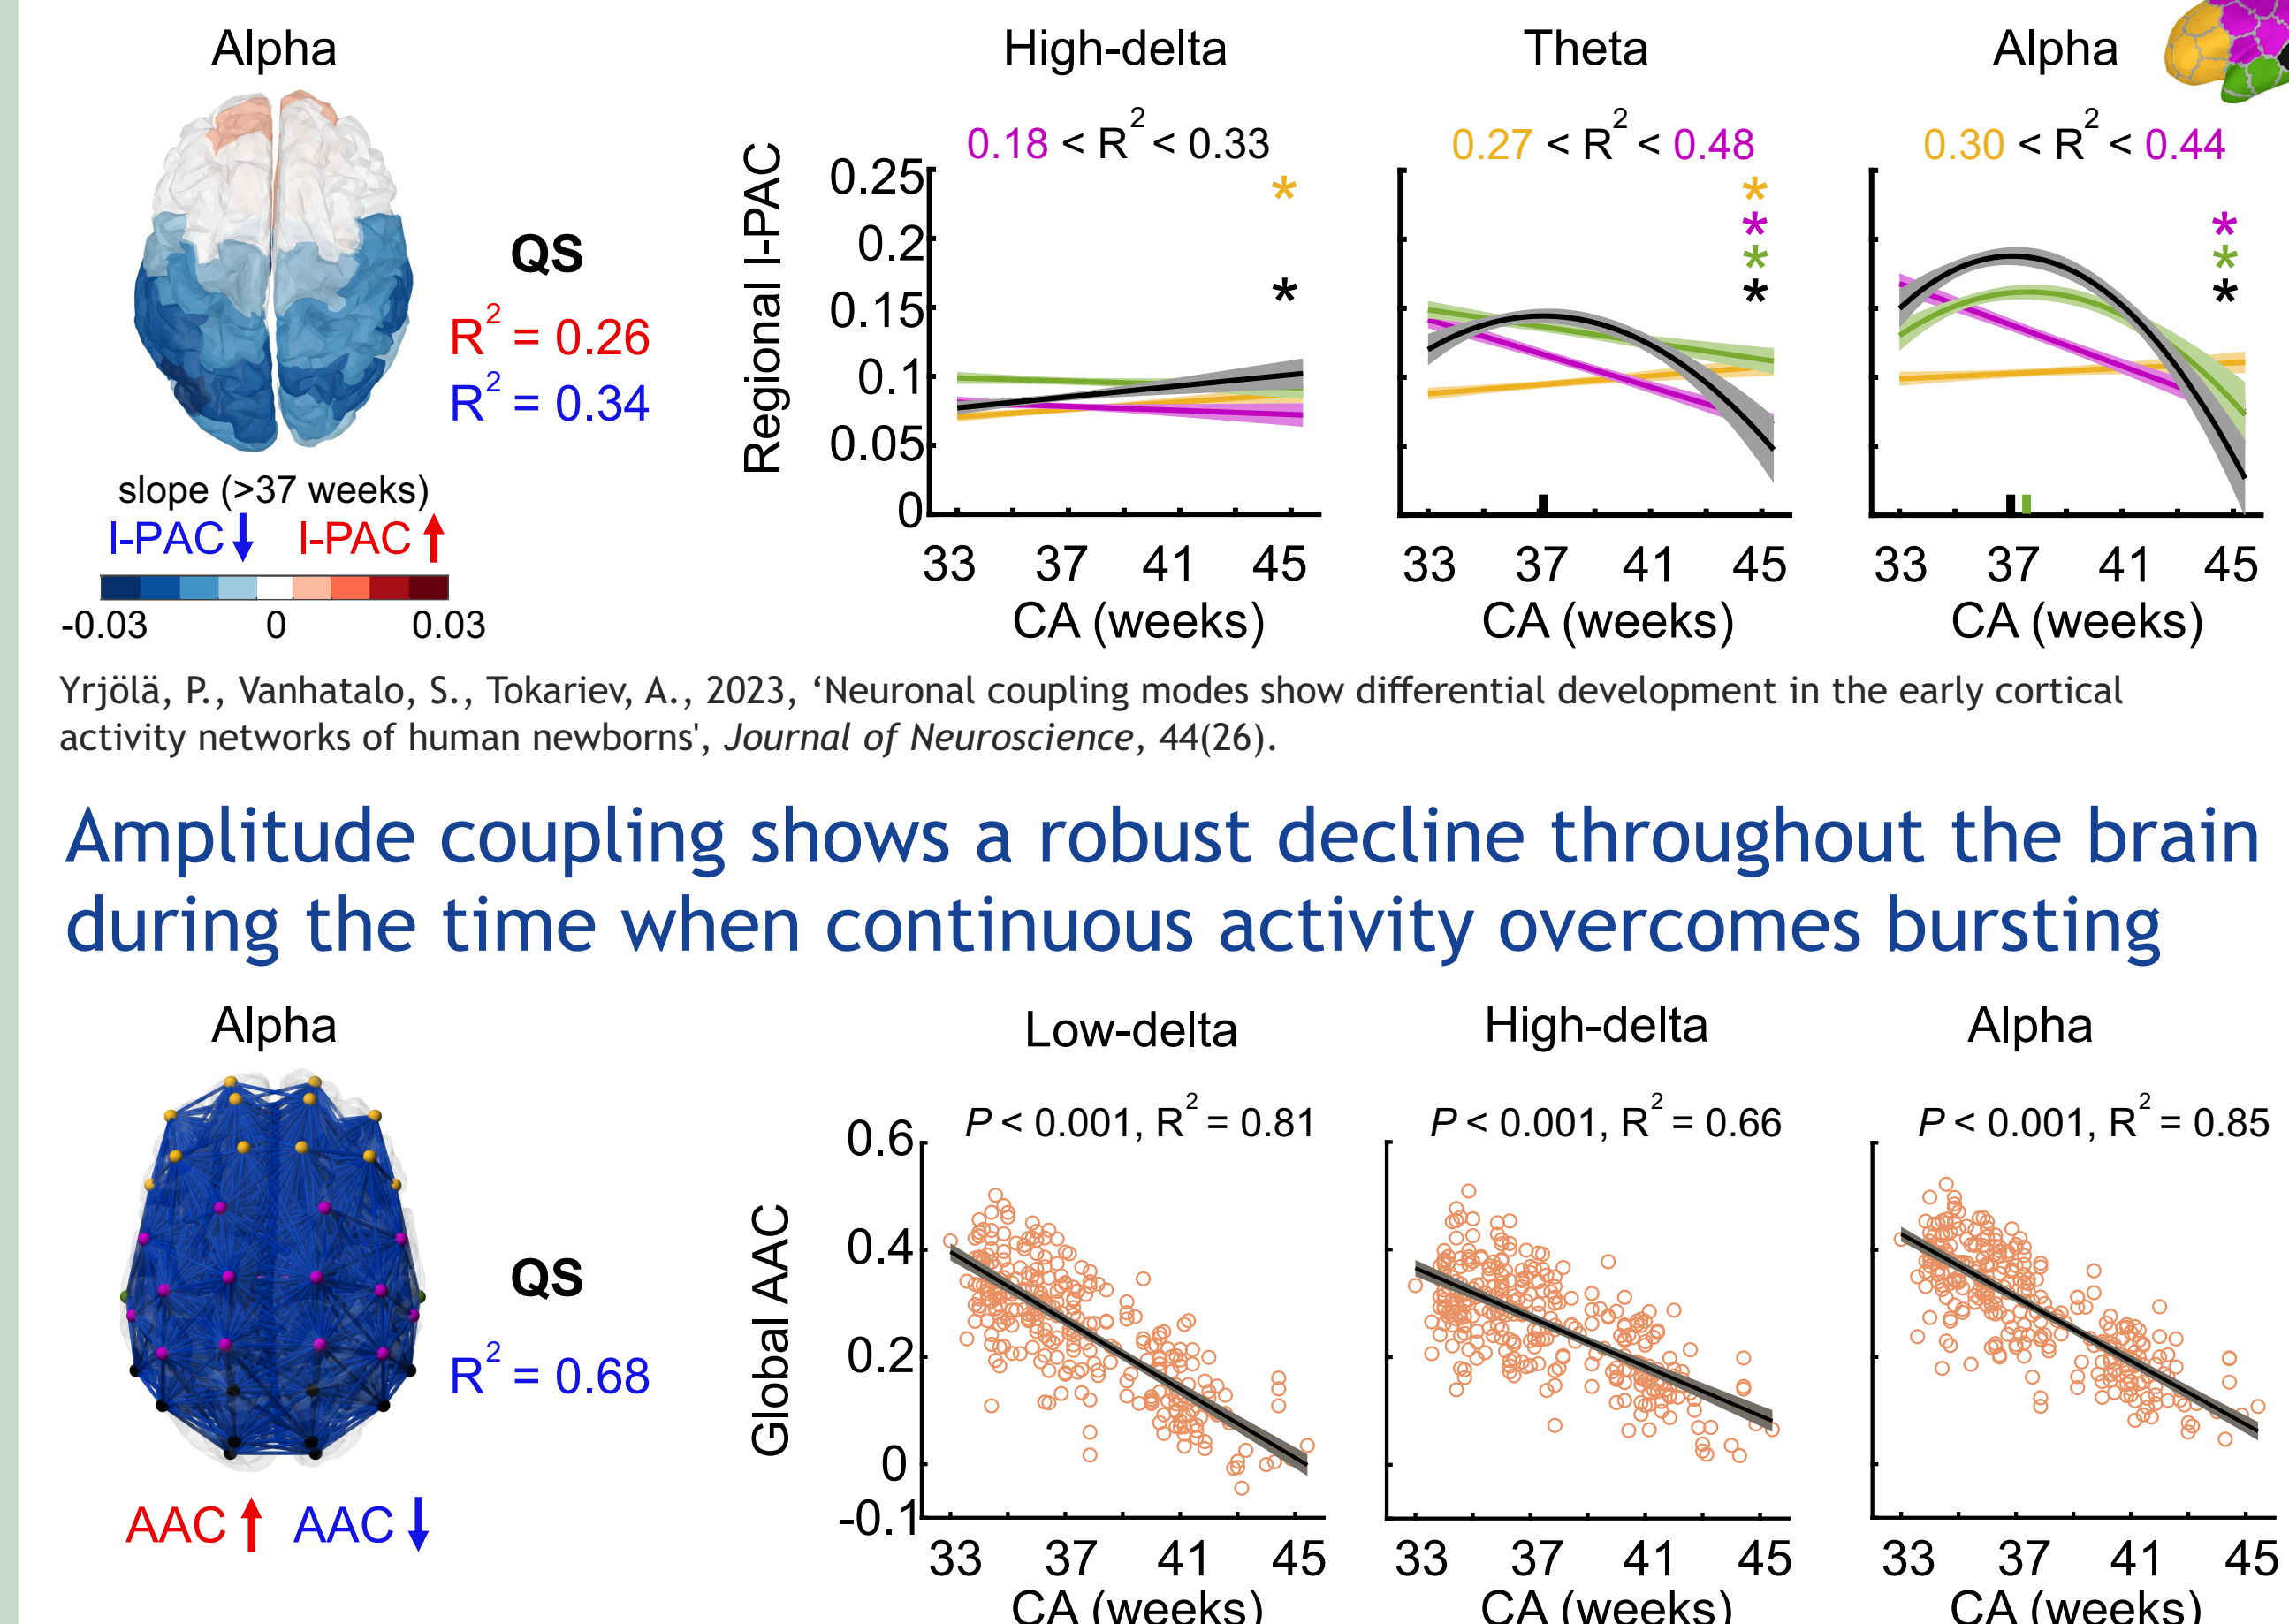 Alpha
QS
R² = 0.26
R² = 0.34
slope (>37 weeks)
l-PAC↓ l-PAC↑
-0.03 0 0.03
High-delta Theta Alpha
0.18 < R² < 0.33 0.27 < R² < 0.48 0.30 < R² < 0.44
Regional l-PAC
0.25
0.2
0.15
0.1
0.05
0
* *
* * * *
* * *
33 37 41 45 33 37 41 45 33 37 41 45
CA (weeks) CA (weeks) CA (weeks)
Yrjölä, P., Vanhatalo, S., Tokariev, A., 2023, ‘Neuronal coupling modes show differential development in the early cortical
activity networks of human newborns', Journal of Neuroscience, 44(26).
Amplitude coupling shows a robust decline throughout the brain
during the time when continuous activity overcomes bursting
Alpha
QS
R² = 0.68
AAC↑ AAC↓
Low-delta High-delta Alpha
P < 0.001, R² = 0.81 P < 0.001, R² = 0.66 P < 0.001, R² = 0.85
Global AAC
0.6
0.4
0.2
0
-0.1
33 37 41 45 33 37 41 45 33 37 41 45
CA (weeks) CA (weeks) CA (weeks)